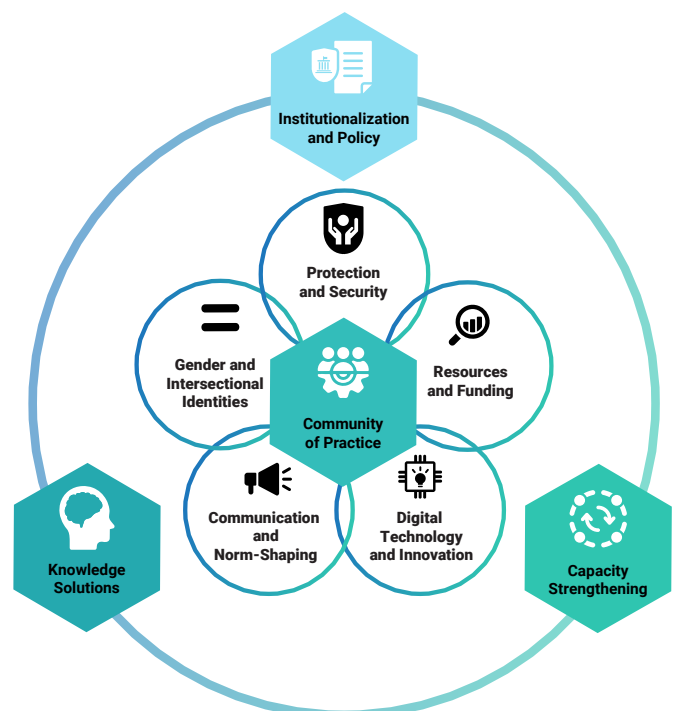 Institutionalization
and Policy
Protection
and Security
Gender and
Intersectional
Identities
Resources
and Funding
Community
of Practice
Communication
and
Norm-Shaping
Digital
Technology
and Innovation
Knowledge
Solutions
Capacity
Strengthening